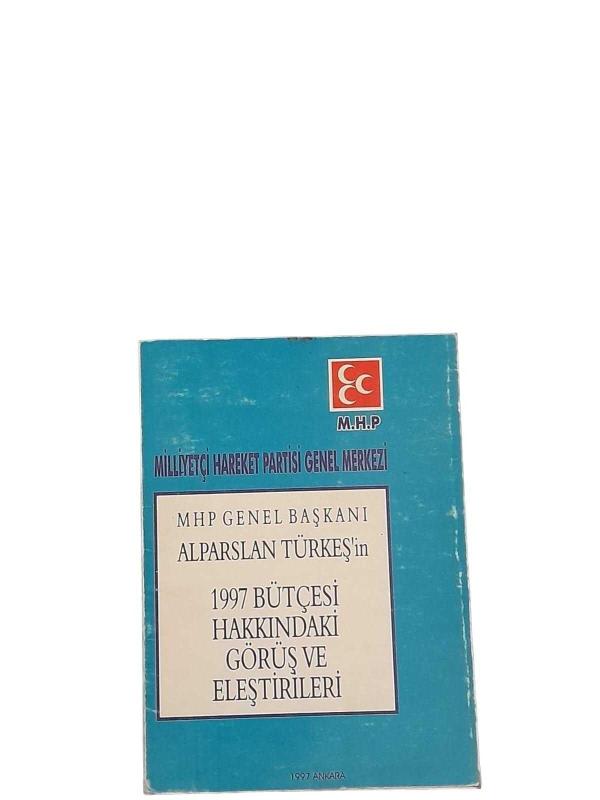 M.H.P
MİLLİYETÇİ HAREKET PARTİSİ GENEL MERKEZİ
MHP GENEL BAŞKANI
ALPARSLAN TÜRKEŞ'in
1997 BÜTÇESİ
HAKKINDAKİ
GÖRÜŞ VE
ELEŞTİRİLERİ
1997 ANKARA